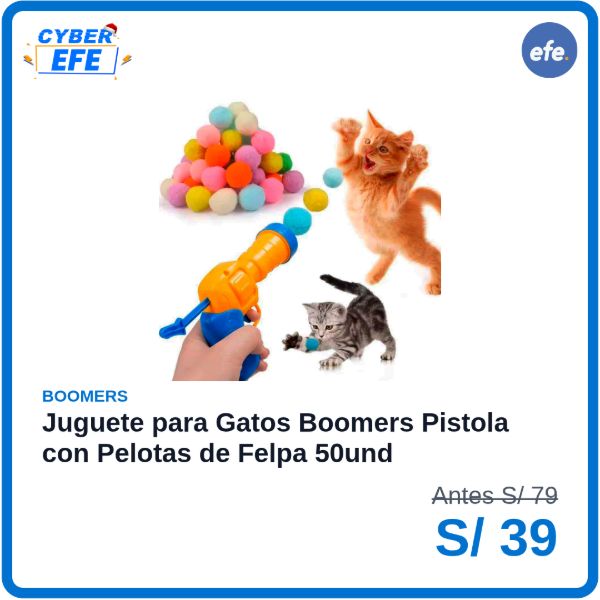 CYBER
EFE
efe.
BOOMERS
Juguete para Gatos Boomers Pistola
con Pelotas de Felpa 50und
Antes S/ 79
S/ 39